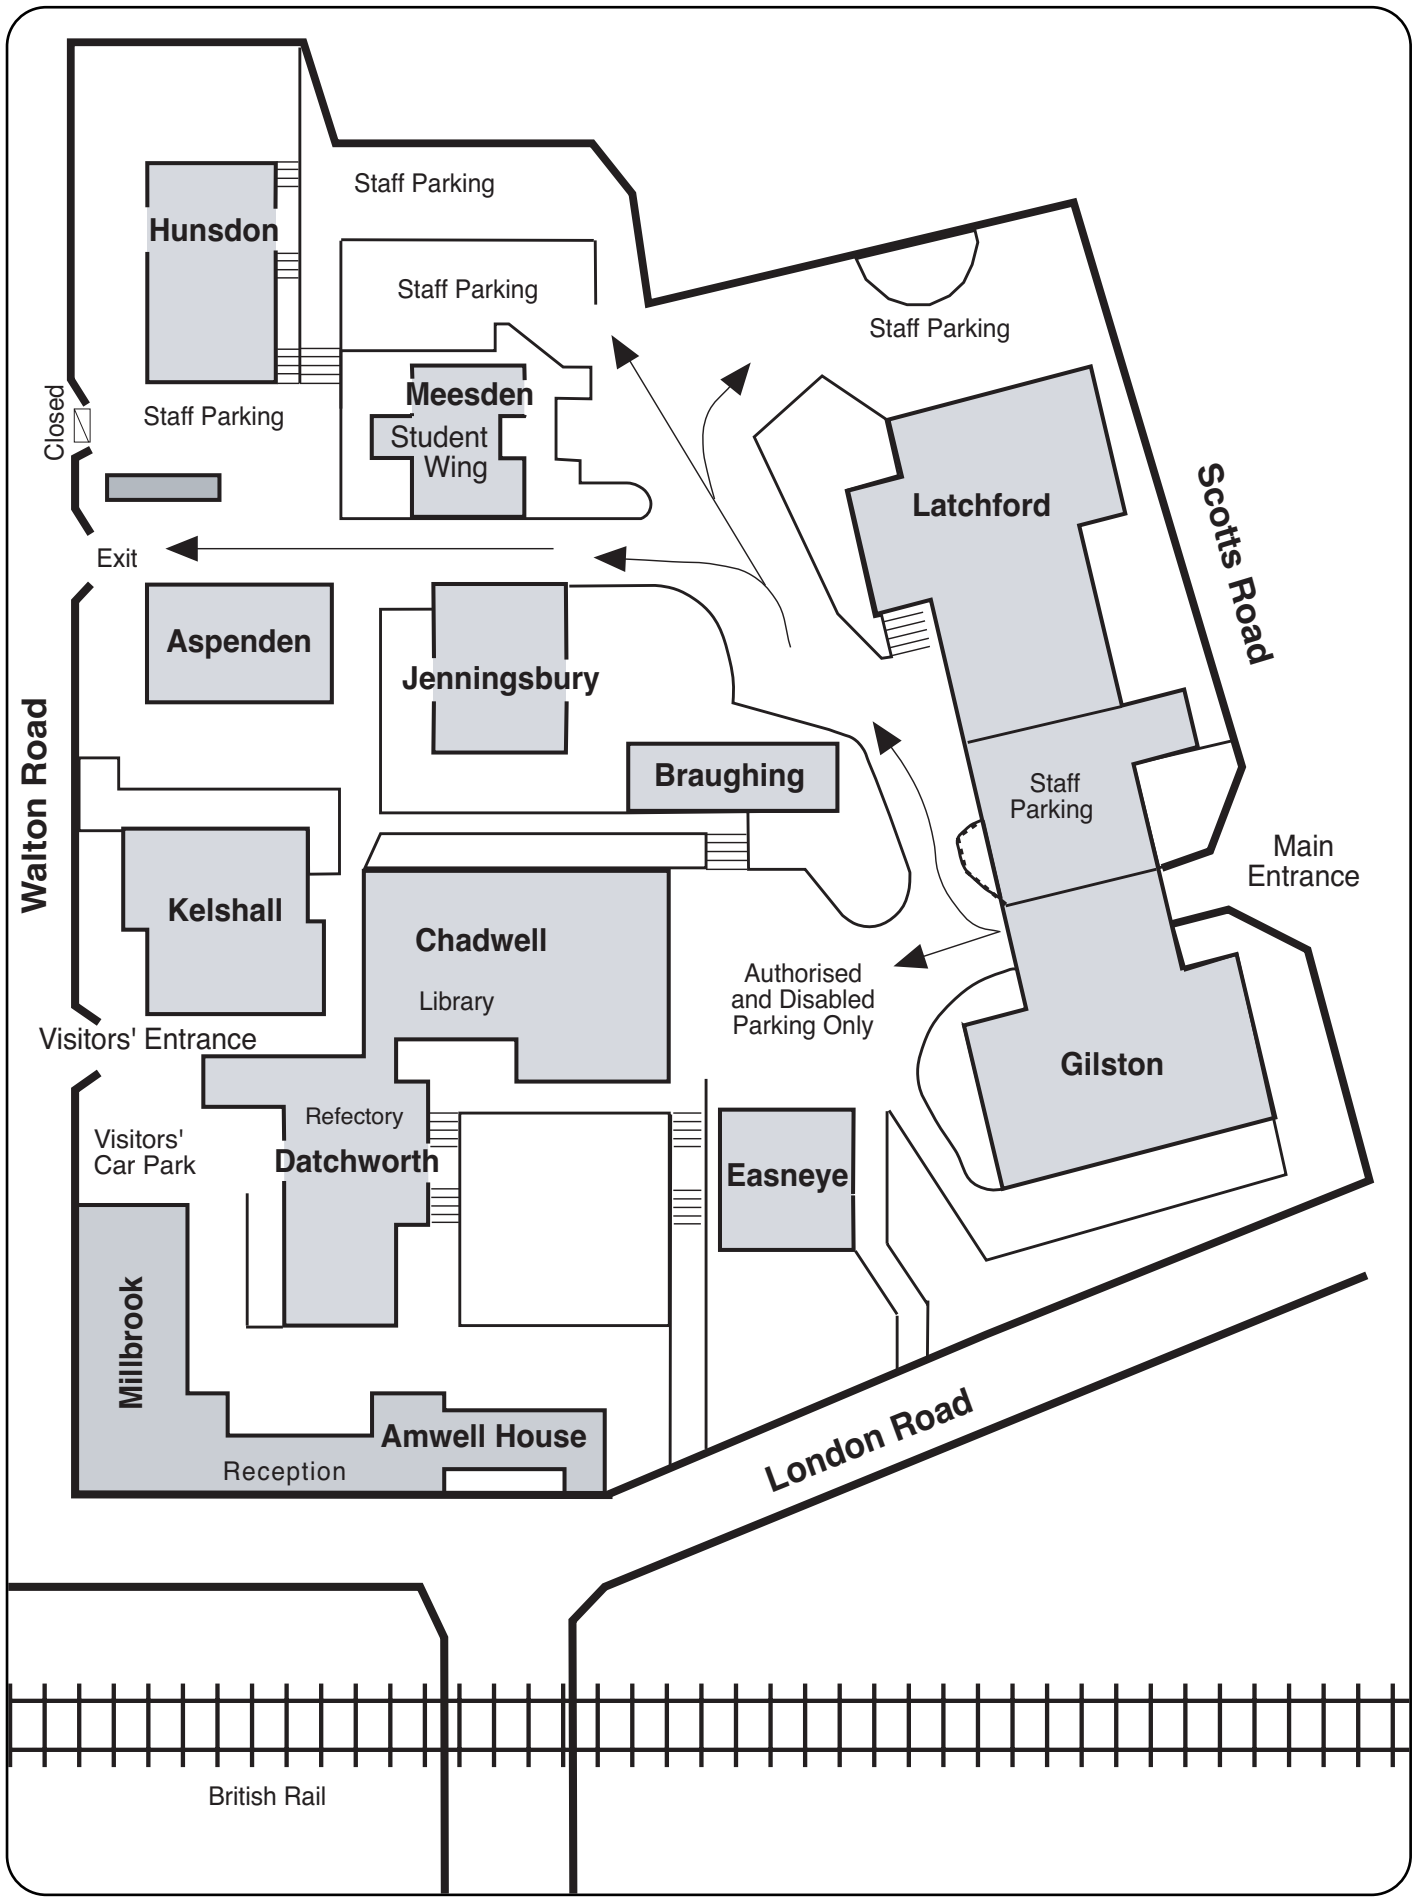 Staff Parking
Hunsdon
Staff Parking
Staff Parking
Closed
Staff Parking
Meesden
Student
Wing
Latchford
Scotts Road
Exit
Aspenden
Jenningsbury
Walton Road
Braughing
Staff
Parking
Main
Entrance
Kelshall
Chadwell
Library
Authorised
and Disabled
Parking Only
Visitors' Entrance
Gilston
Refectory
Visitors'
Car Park
Datchworth
Easneye
Millbrook
Amwell House
Reception
London Road
British Rail